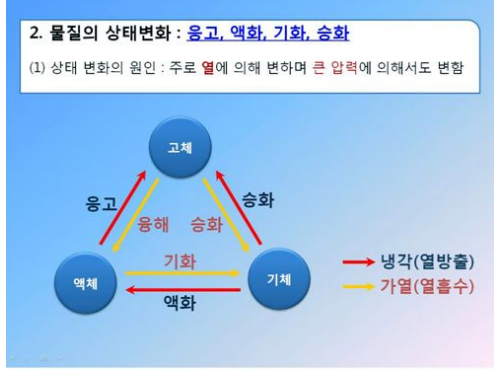 2. 물질의 상태변화 : 응고, 액화, 기화, 승화
(1) 상태 변화의 원인 : 주로 열에 의해 변하며 큰 압력에 의해서도 변함
고체
응고
승화
융해
승화
기화
액체
기체
액화
냉각(열방출)
가열(열흡수)